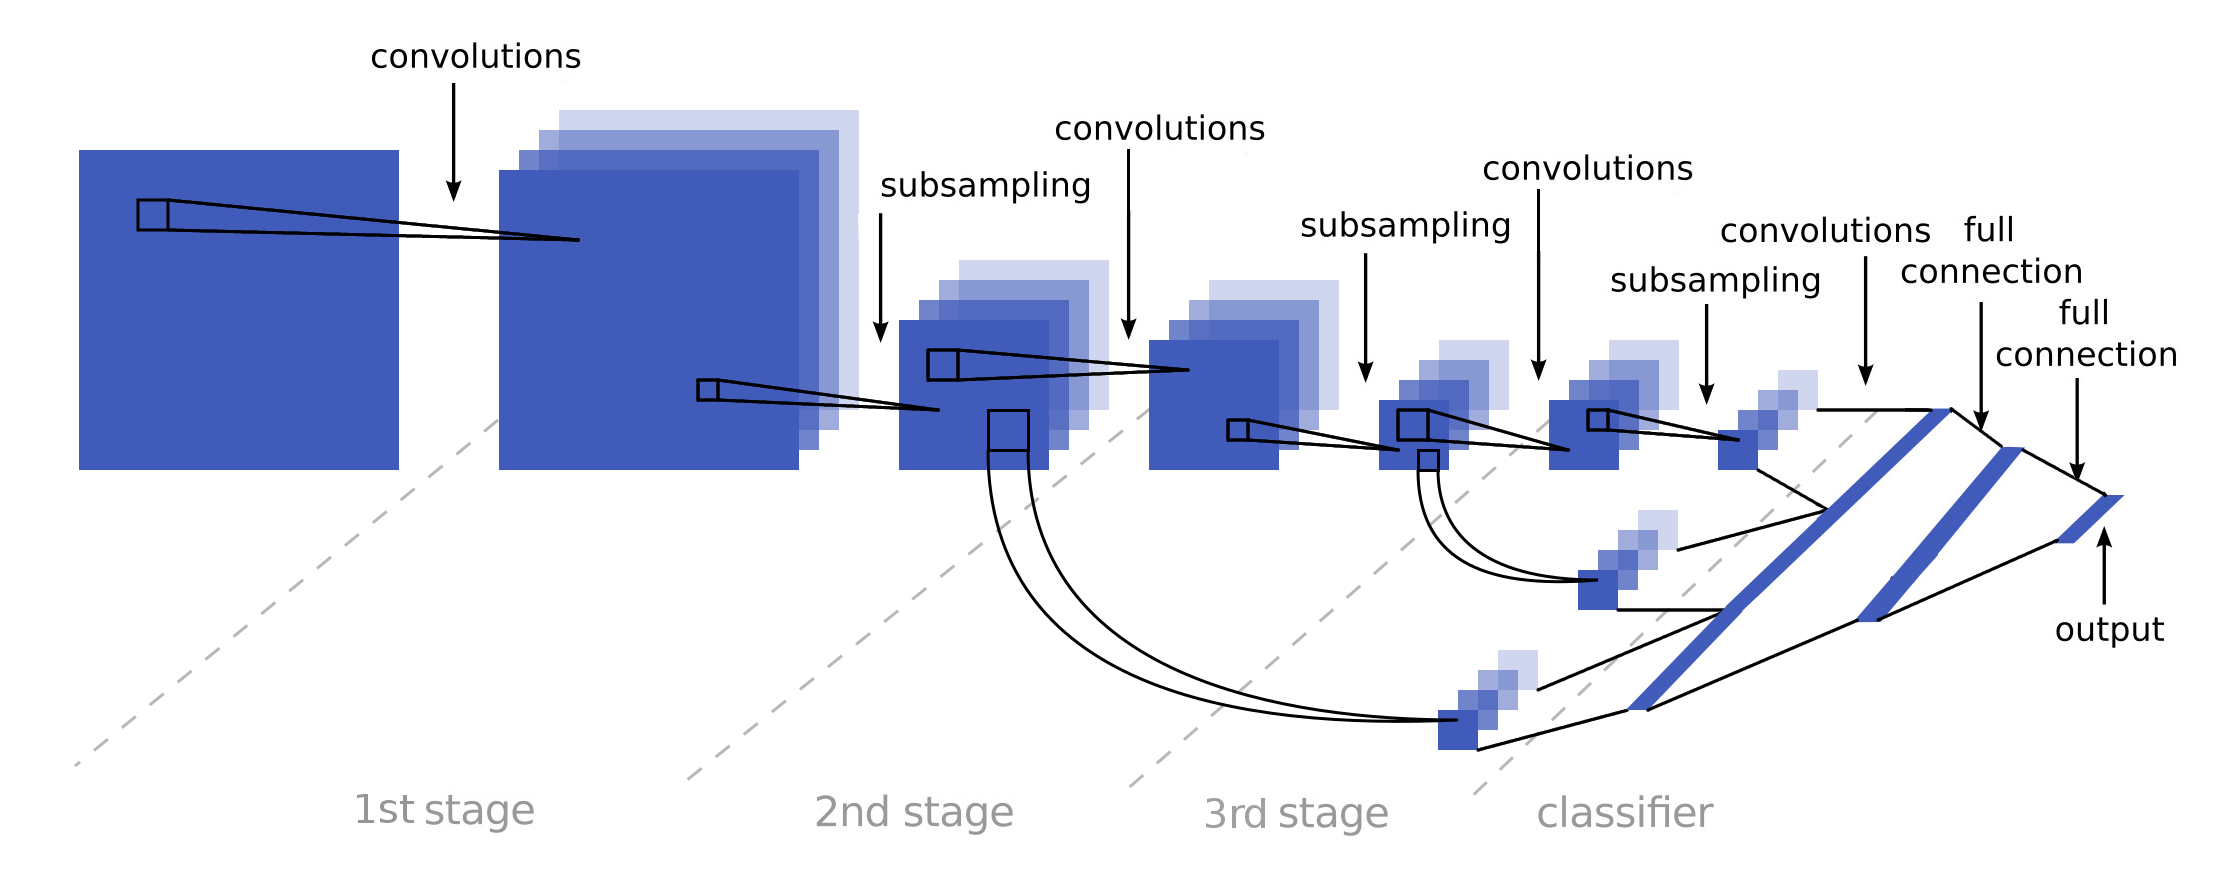 convolutions
subsampling
convolutions
subsampling
convolutions
subsampling
convolutions
full
connection
full
connection
output
1st stage
2nd stage
3rd stage
classifier